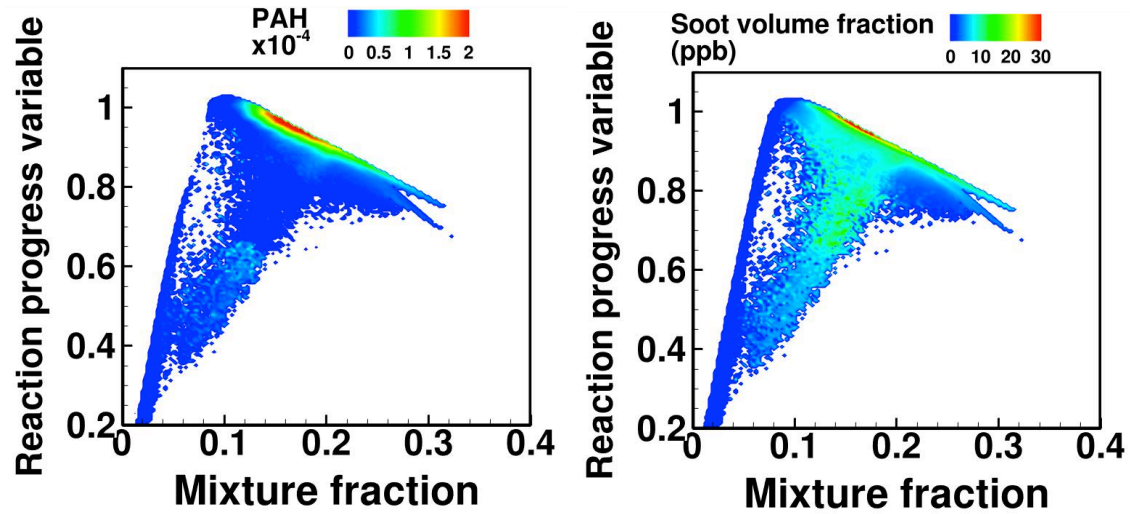 PAH
x10-4
0 0.5 1 1.5 2
Reaction progress variable
1
0.8
0.6
0.4
0.2
0 0.1 0.2 0.3 0.4
Mixture fraction
Soot volume fraction
(ppb)
0 10 20 30
Reaction progress variable
1
0.8
0.6
0.4
0.2
0 0.1 0.2 0.3 0.4
Mixture fraction